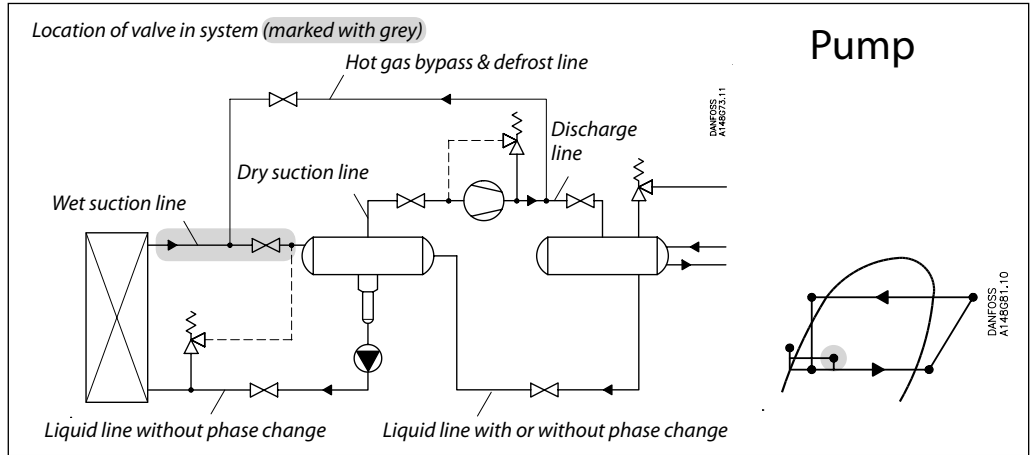 Location of valve in system (marked with grey)
Pump
Hot gas bypass & defrost line
DANFOSS
A148G73.11
Discharge
line
Dry suction line
Wet suction line
DANFOSS
A148G81.10
Liquid line without phase change
Liquid line with or without phase change